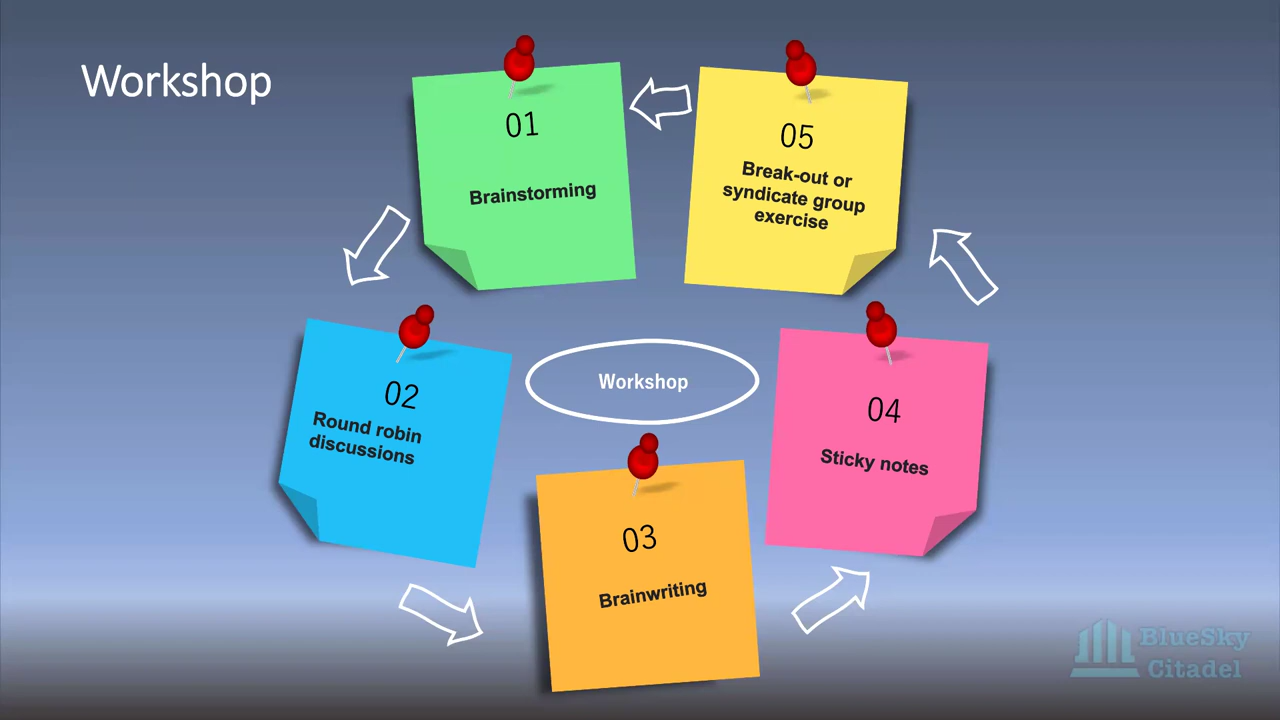 Workshop
01
Brainstorming
02
Round robin
discussions
03
Brainwriting
04
Sticky notes
05
Break-out or
syndicate group
exercise
Workshop
BlueSky
Citadel